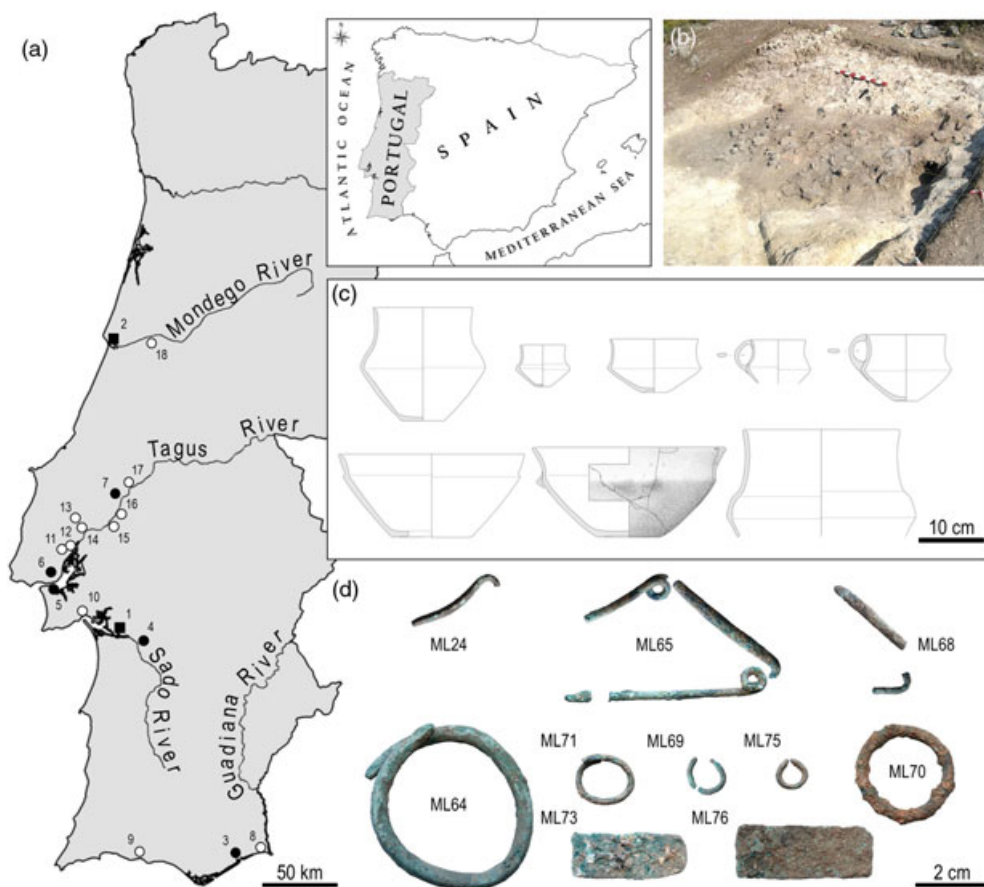 (a)
ATLANTIC OCEAN
PORTUGAL
SPAIN
MEDITERRANEAN SEA
(b)
Mondego River
2
18
(c)
10 cm
Tagus River
17
7
16
13
12
14
15
11
6
5
10
1
4
Sado River
Guadiana River
9
3
8
50 km
(d)
ML24
ML65
ML68
ML71
ML69
ML75
ML64
ML70
ML73
ML76
2 cm